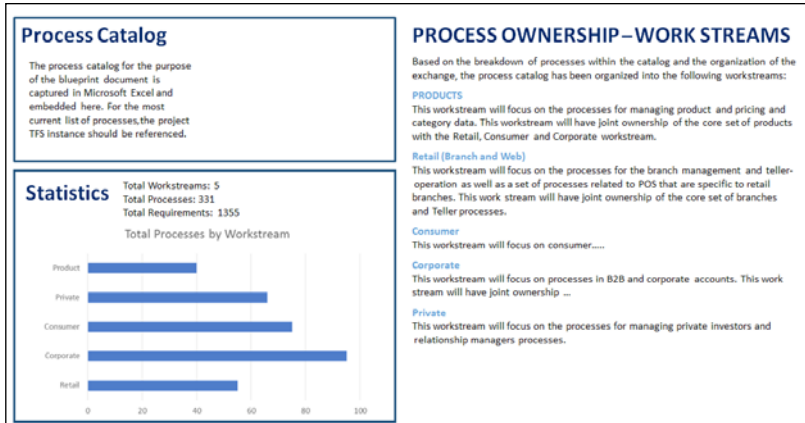 Process Catalog
The process catalog for the purpose
of the blueprint document is
captured in Microsoft Excel and
embedded here. For the most
current list of processes,the project
TFS instance should be referenced.
Statistics
Total Workstreams: 5
Total Processes: 331
Total Requirements: 1355
Total Processes by Workstream
Product
Private
Consumer
Corporate
Retail
0 20 40 60 80 100
PROCESS OWNERSHIP – WORK STREAMS
Based on the breakdown of processes within the catalog and the organization of the
exchange, the process catalog has been organized into the following workstreams:
PRODUCTS
This workstream will focus on the processes for managing product and pricing and
category data. This workstream will have joint ownership of the core set of products
with the Retail, Consumer and Corporate workstream.
Retail (Branch and Web)
This workstream will focus on the processes for the branch management and teller-
operation as well as a set of processes related to POS that are specific to retail
branches. This work stream will have joint ownership of the core set of branches
and Teller processes.
Consumer
This workstream will focus on consumer.....
Corporate
This workstream will focus on processes in B2B and corporate accounts. This work
stream will have joint ownership ...
Private
This workstream will focus on the processes for managing private investors and
relationship managers processes.